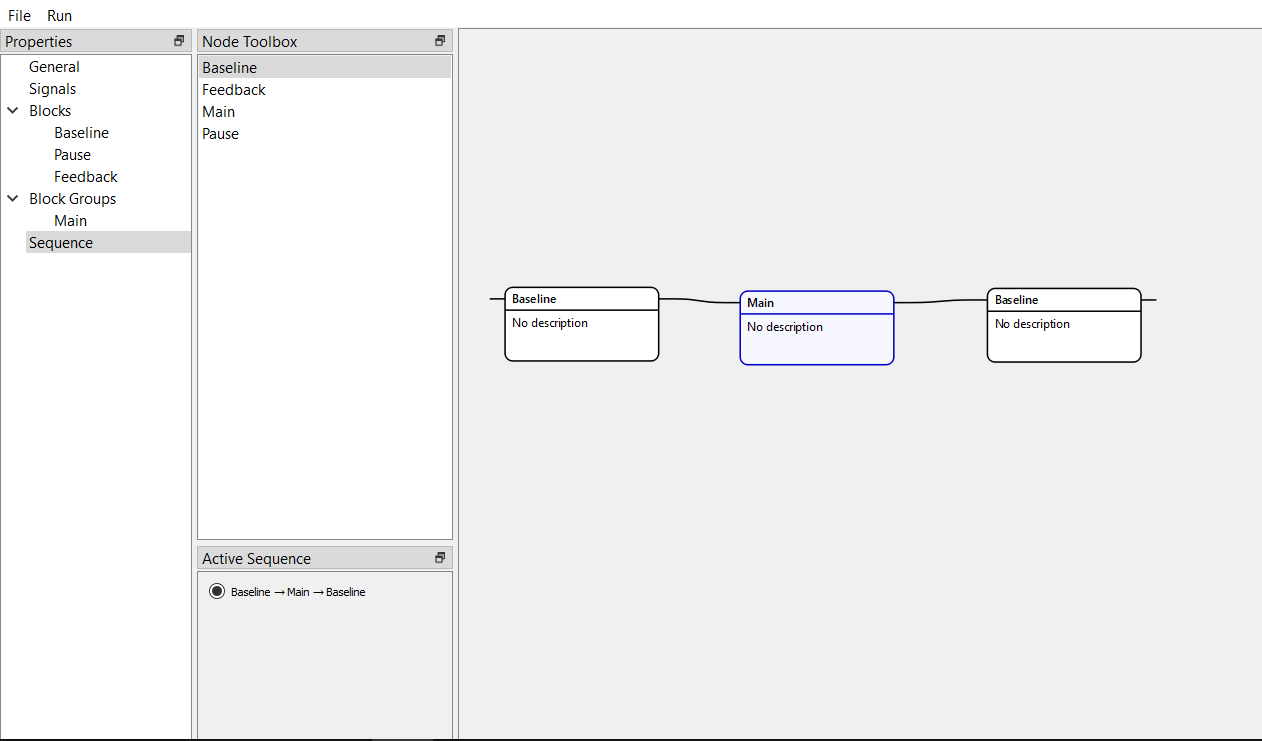 File Run
Properties
General
Signals
Blocks
Baseline
Pause
Feedback
Block Groups
Main
Sequence
Node Toolbox
Baseline
Feedback
Main
Pause
Active Sequence
Baseline → Main → Baseline
Baseline
No description
Main
No description
Baseline
No description